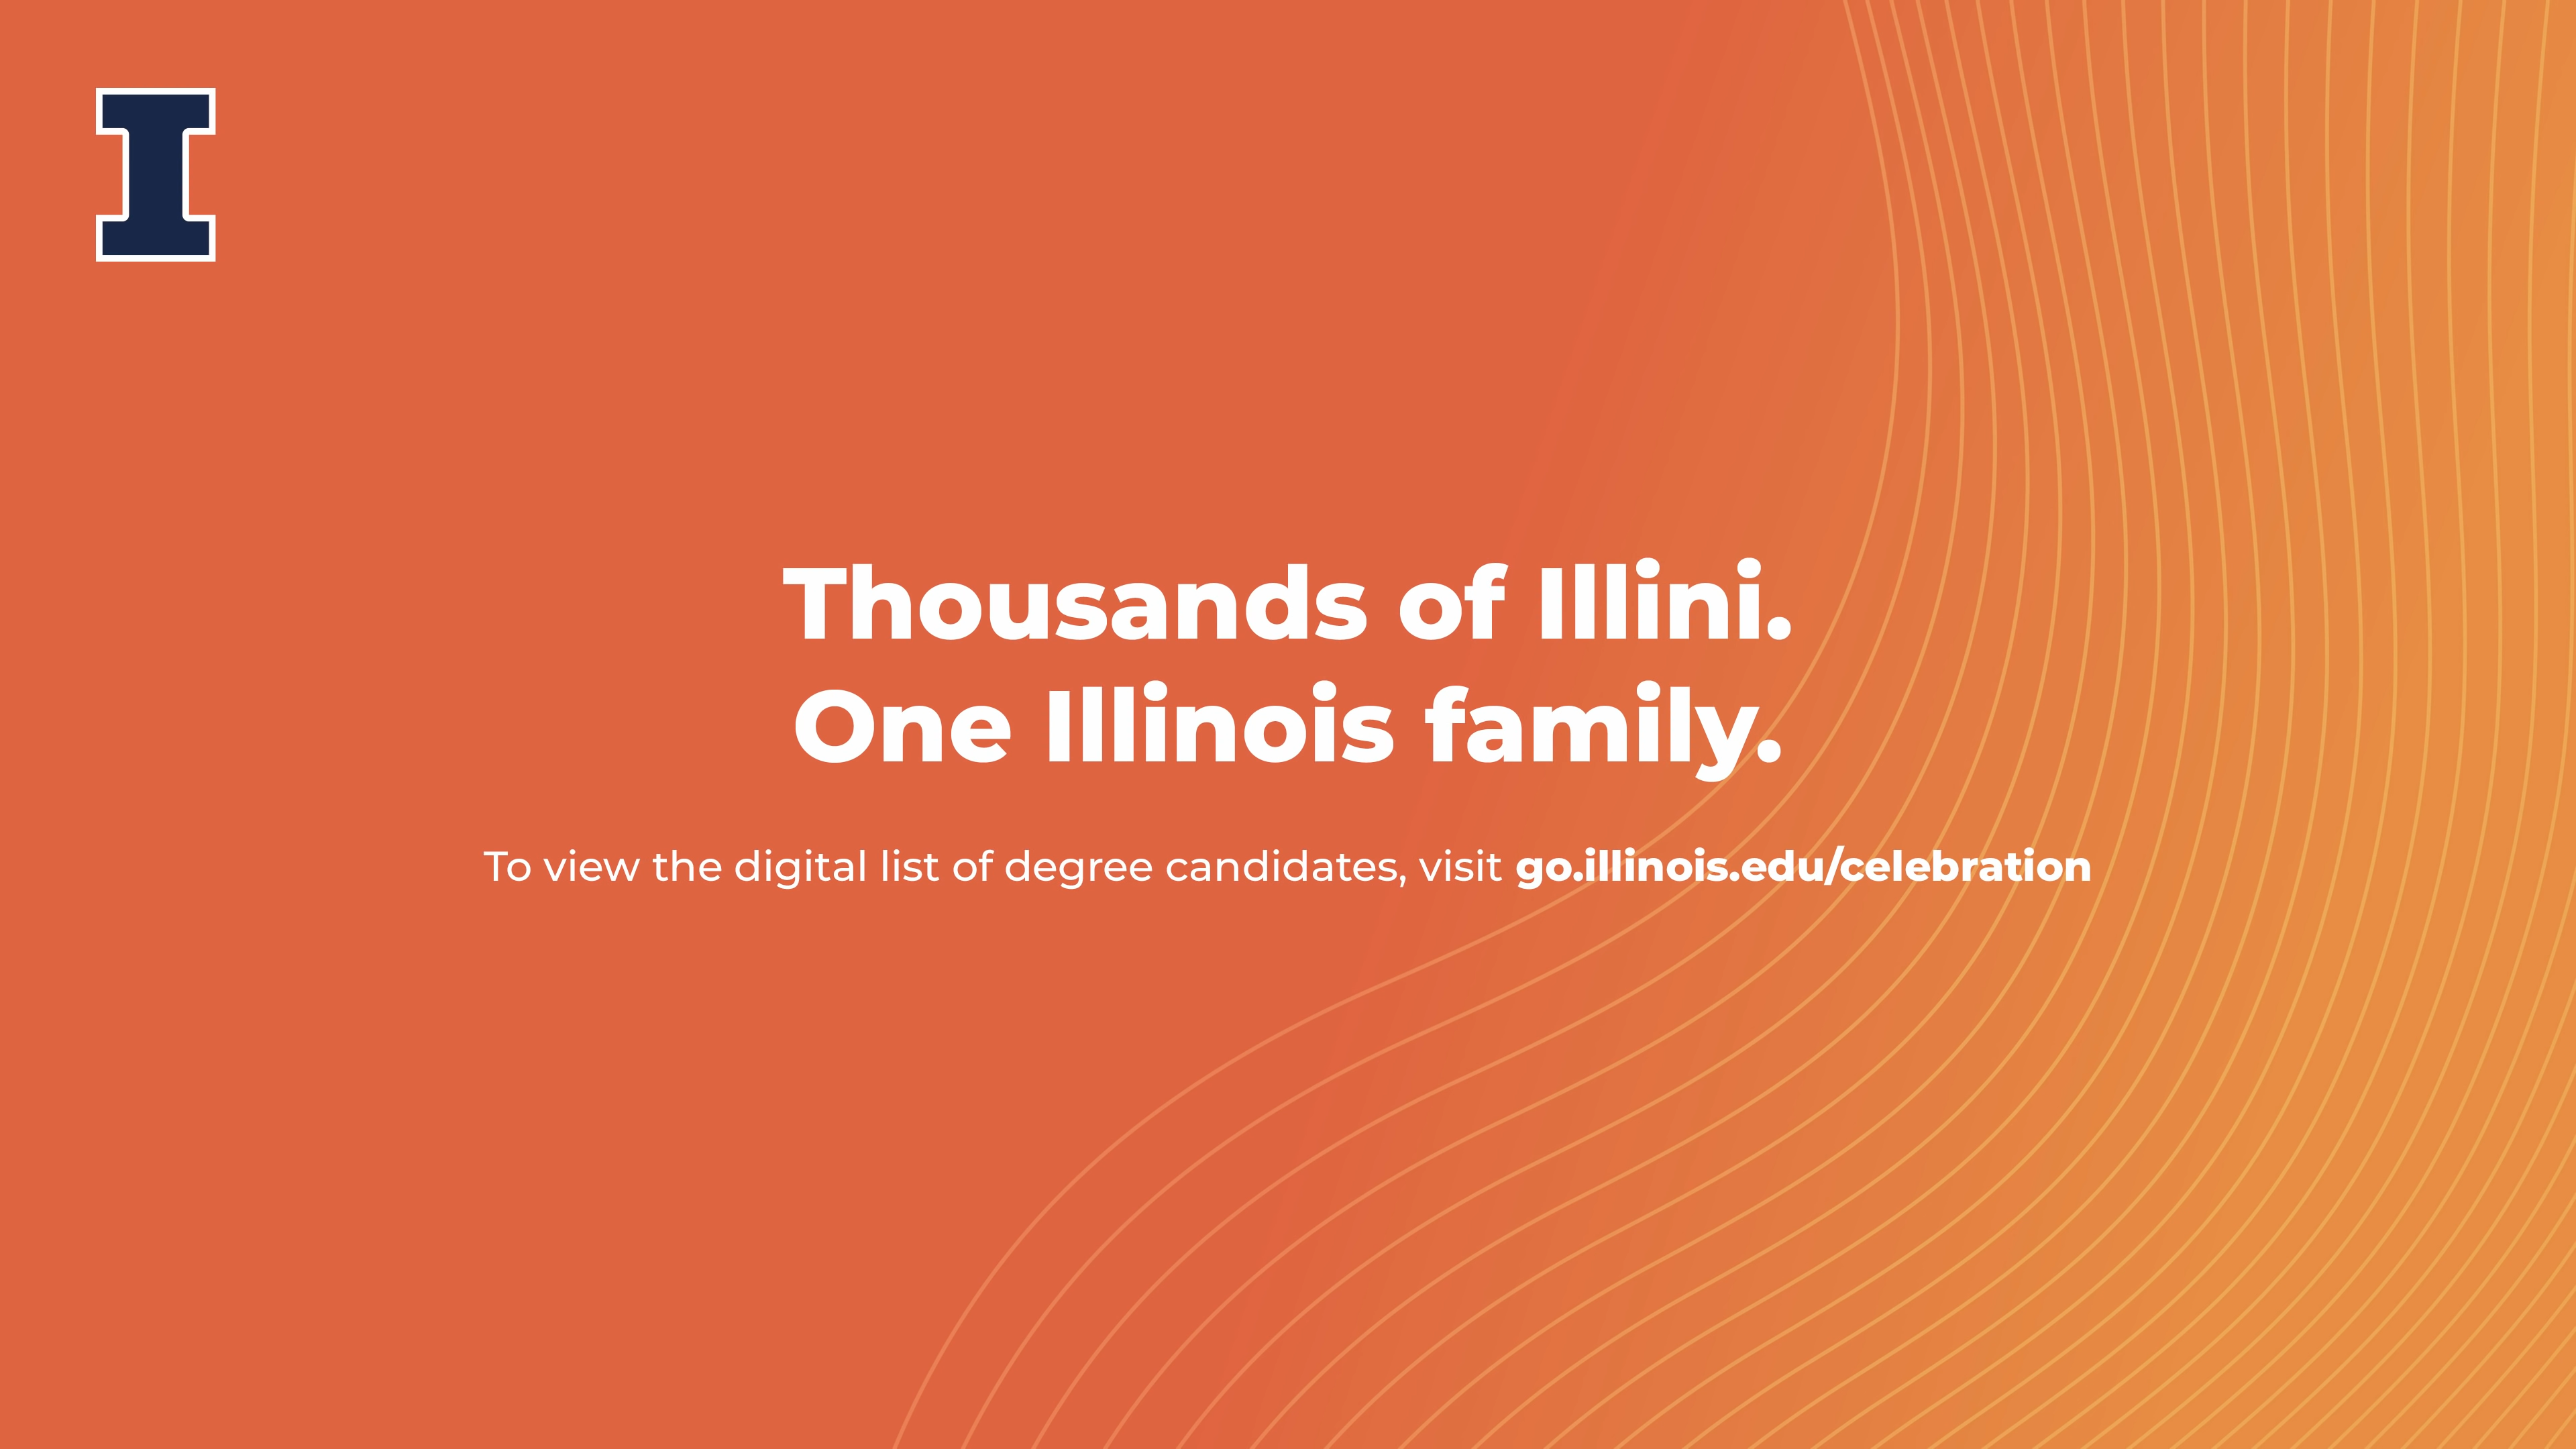 I
Thousands of Illini.
One Illinois family.
To view the digital list of degree candidates, visit go.illinois.edu/celebration